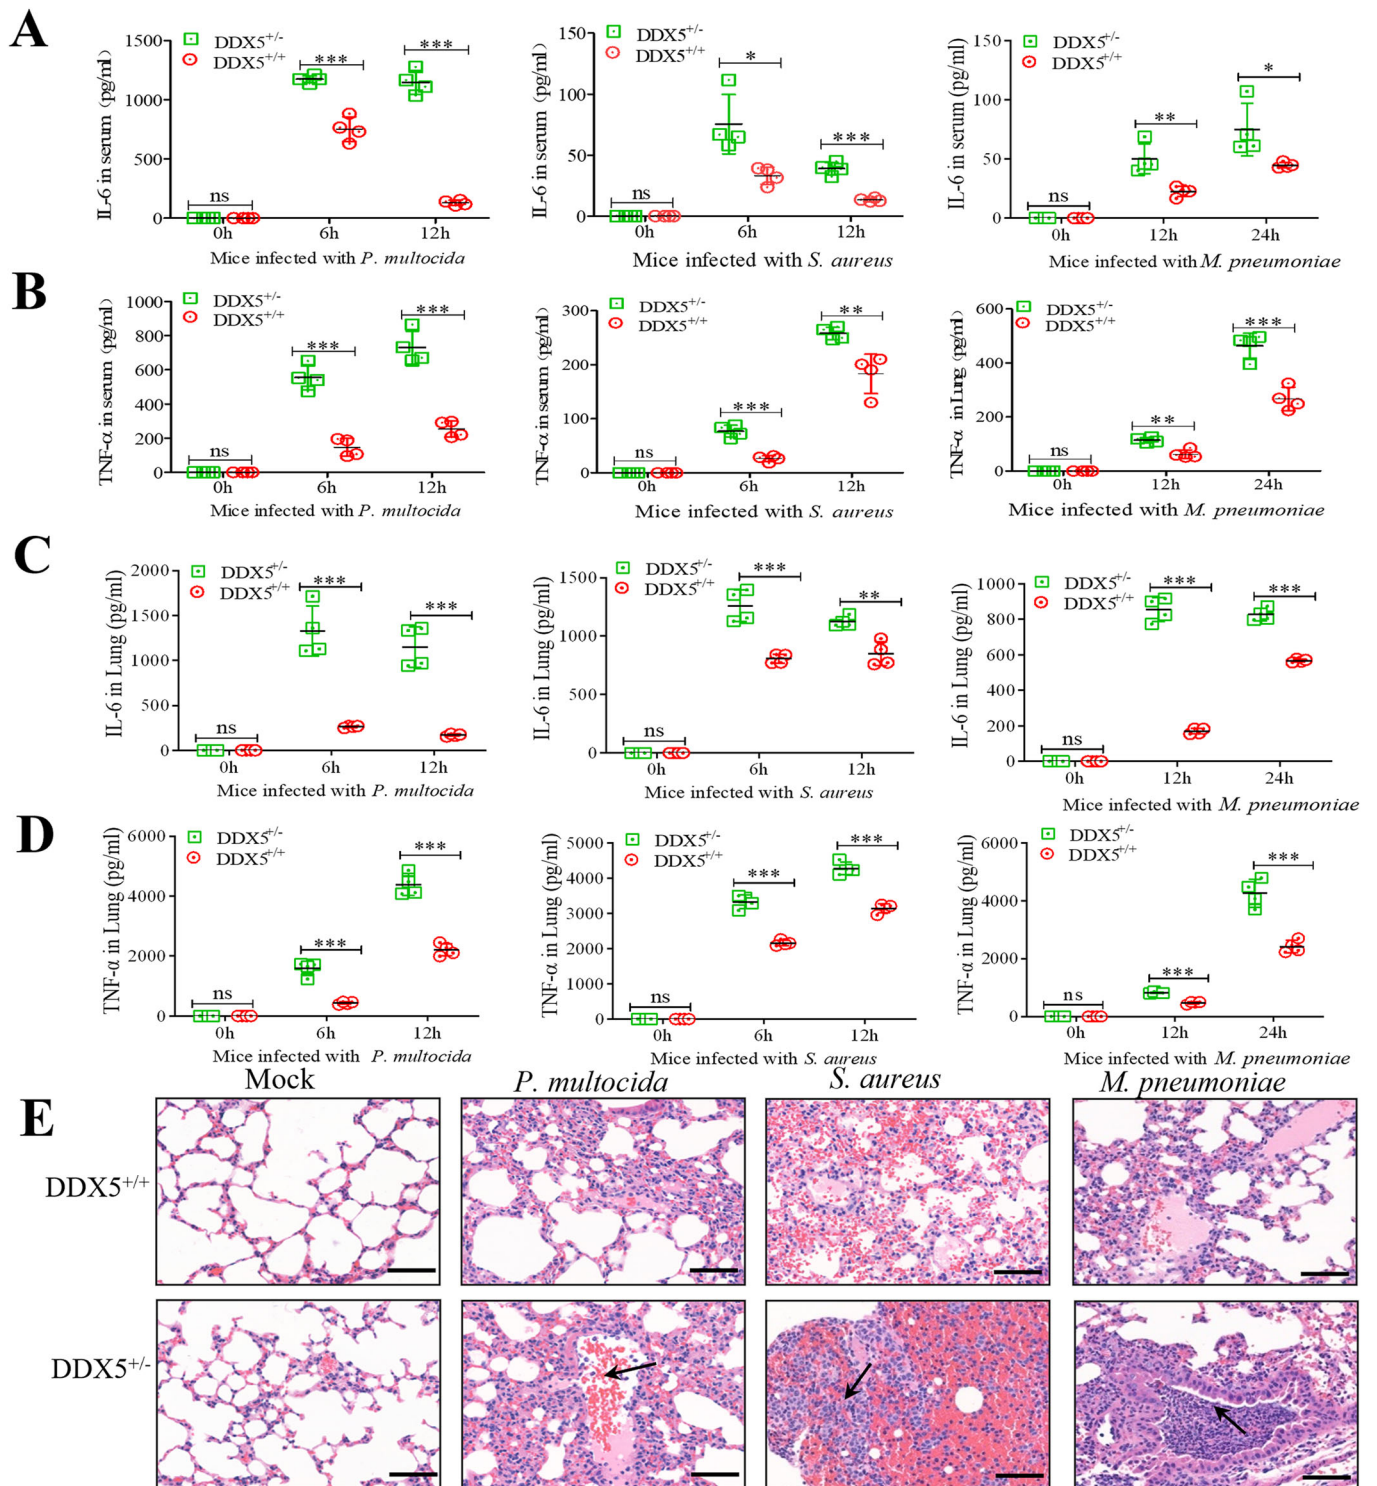 A
IL-6 in serum (pg/ml)
1500
1000
500
0
DDX5+/-
DDX5+/+
ns
***
***
0h 6h 12h
Mice infected with P. multocida
IL-6 in serum (pg/ml)
150
100
50
0
DDX5+/-
DDX5+/+
ns
*
***
0h 6h 12h
Mice infected with S. aureus
IL-6 in serum (pg/ml)
150
100
50
0
DDX5+/-
DDX5+/+
ns
**
*
0h 12h 24h
Mice infected with M. pneumoniae
B
TNF-α in serum (pg/ml)
1000
800
600
400
200
0
DDX5+/-
DDX5+/+
ns
***
***
0h 6h 12h
Mice infected with P. multocida
TNF-α in serum (pg/ml)
300
200
100
0
DDX5+/-
DDX5+/+
ns
***
**
0h 6h 12h
Mice infected with S. aureus
TNF-α in Lung (pg/ml)
600
400
200
0
DDX5+/-
DDX5+/+
ns
**
***
0h 12h 24h
Mice infected with M. pneumoniae
C
IL-6 in Lung (pg/ml)
2000
1500
1000
500
0
DDX5+/-
DDX5+/+
ns
***
***
0h 6h 12h
Mice infected with P. multocida
IL-6 in Lung (pg/ml)
1500
1000
500
0
DDX5+/-
DDX5+/+
ns
***
**
0h 6h 12h
Mice infected with S. aureus
IL-6 in Lung (pg/ml)
1000
800
600
400
200
0
DDX5+/-
DDX5+/+
ns
***
***
0h 12h 24h
Mice infected with M. pneumoniae
D
TNF-α in Lung (pg/ml)
6000
4000
2000
0
DDX5+/-
DDX5+/+
ns
***
***
0h 6h 12h
Mice infected with P. multocida
TNF-α in Lung (pg/ml)
5000
4000
3000
2000
1000
0
DDX5+/-
DDX5+/+
ns
***
***
0h 6h 12h
Mice infected with S. aureus
TNF-α in Lung (pg/ml)
6000
4000
2000
0
DDX5+/-
DDX5+/+
ns
***
***
0h 12h 24h
Mice infected with M. pneumoniae
E
Mock P. multocida S. aureus M. pneumoniae
DDX5+/+
DDX5+/-